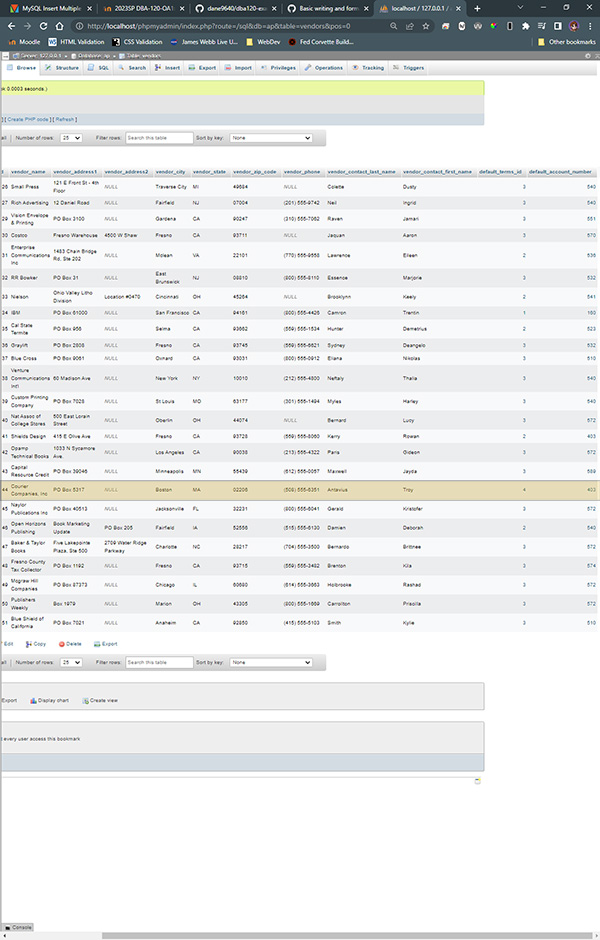 MySQL Insert Multiple
2023SP DBA-120-0A1
dane9640/dba120-exa
Basic writing and form
localhost / 127.0.0.1 /
http://localhost/phpmyadmin/index.php?route=/sql&db=ap&table=vendors&pos=0
Moodle HTML Validation CSS Validation James Webb Live U... WebDev Fed Corvette Build... Other bookmarks
Browse Structure SQL Search Insert Export Import Privileges Operations Tracking Triggers
0.0003 seconds.)
] [ Create PHP code ] [ Refresh ]
all Number of rows: 25 Filter rows: Search this table Sort by key: None
vendor_name vendor_address1 vendor_address2 vendor_city vendor_state vendor_zip_code vendor_phone vendor_contact_last_name vendor_contact_first_name default_terms_id default_account_number
26 Small Press 121 E Front St - 4th Floor NULL Traverse City MI 49684 NULL Colette Dusty 3 540
27 Rich Advertising 12 Daniel Road NULL Fairfield NJ 07004 (201) 555-9742 Neil Ingrid 3 540
29 Vision Envelope & Printing PO Box 3100 NULL Gardena CA 90247 (310) 555-7062 Raven Jamari 3 551
30 Costco Fresno Warehouse 4500 W Shaw Fresno CA 93711 NULL Jaquan Aaron 3 570
31 Enterprise Communications Inc 1483 Chain Bridge Rd, Ste 202 NULL Mclean VA 22101 (770) 555-9558 Lawrence Eileen 2 536
32 RR Bowker PO Box 31 NULL East Brunswick NJ 08810 (800) 555-8110 Essence Marjorie 3 532
33 Nielson Ohio Valley Litho Division Location #0470 Cincinnati OH 45264 NULL Brooklynn Keely 2 541
34 IBM PO Box 61000 NULL San Francisco CA 94161 (800) 555-4426 Camron Trentin 1 160
35 Cal State Termite PO Box 956 NULL Selma CA 93662 (559) 555-1534 Hunter Demetrius 2 523
36 Graylift PO Box 2808 NULL Fresno CA 93745 (559) 555-6621 Sydney Deangelo 3 532
37 Blue Cross PO Box 9061 NULL Oxnard CA 93031 (800) 555-0912 Eliana Nikolas 3 510
38 Venture Communications Int'l 60 Madison Ave NULL New York NY 10010 (212) 555-4800 Neftaly Thalia 3 540
39 Custom Printing Company PO Box 7028 NULL St Louis MO 63177 (301) 555-1494 Myles Harley 3 540
40 Nat Assoc of College Stores 500 East Lorain Street NULL Oberlin OH 44074 NULL Bernard Lucy 3 572
41 Shields Design 415 E Olive Ave NULL Fresno CA 93728 (559) 555-8060 Kerry Rowan 2 403
42 Opamp Technical Books 1033 N Sycamore Ave. NULL Los Angeles CA 90038 (213) 555-4322 Paris Gideon 3 572
43 Capital Resource Credit PO Box 39046 NULL Minneapolis MN 55439 (612) 555-0057 Maxwell Jayda 3 589
44 Courier Companies, Inc PO Box 5317 NULL Boston MA 02206 (508) 555-6351 Antavius Troy 4 400
45 Naylor Publications Inc PO Box 40513 NULL Jacksonville FL 32231 (800) 555-6041 Gerald Kristofer 3 572
46 Open Horizons Publishing Book Marketing Update PO Box 205 Fairfield IA 52556 (515) 555-6130 Damien Deborah 2 540
47 Baker & Taylor Books Five Lakepointe Plaza, Ste 500 2709 Water Ridge Parkway Charlotte NC 28217 (704) 555-3500 Bernardo Brittnee 3 572
48 Fresno County Tax Collector PO Box 1192 NULL Fresno CA 93715 (559) 555-3482 Brenton Kila 3 574
49 Mcgraw Hill Companies PO Box 87373 NULL Chicago IL 60680 (614) 555-3663 Holbrooke Rashad 3 572
50 Publishers Weekly Box 1979 NULL Marion OH 43305 (800) 555-1669 Carrollton Priscilla 3 572
51 Blue Shield of California PO Box 7021 NULL Anaheim CA 92850 (415) 555-5103 Smith Kylie 3 510
Edit Copy Delete Export
all Number of rows: 25 Filter rows: Search this table Sort by key: None
Export Display chart Create view
every user access this bookmark
Console